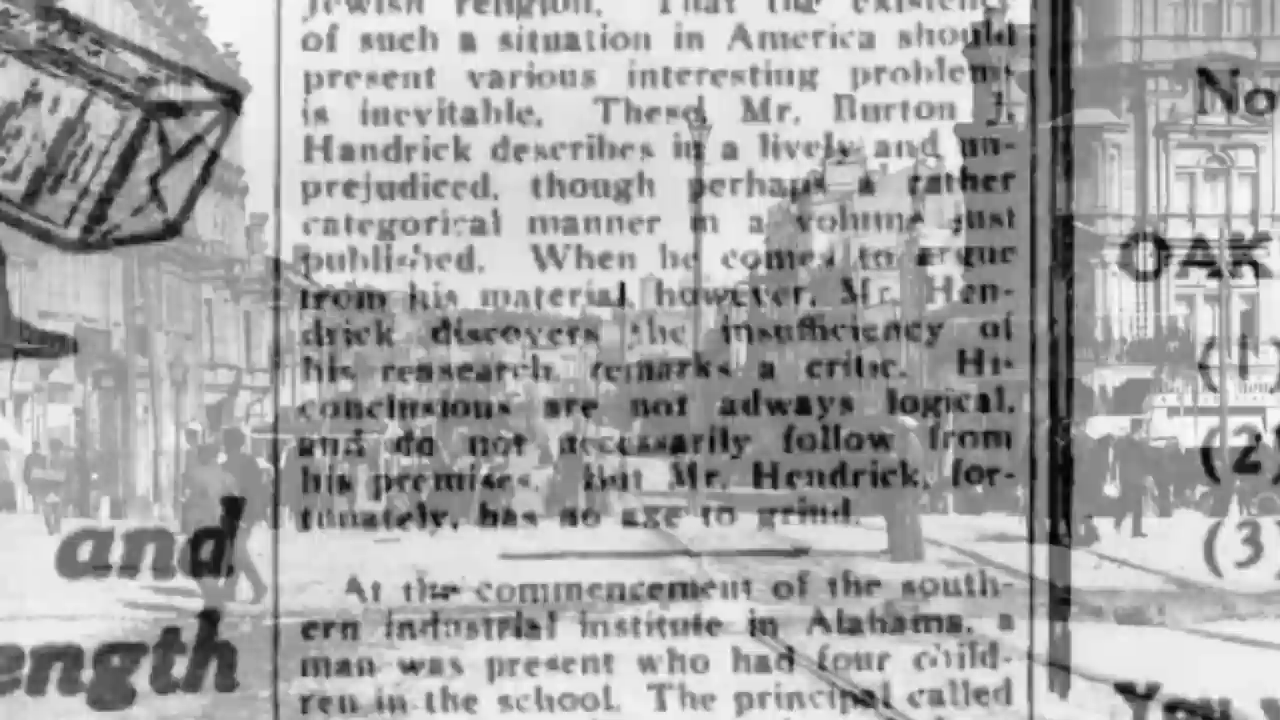 Jewish religion. That the existence
of such a situation in America should
present various interesting problems
is inevitable. These, Mr. Burton J.
Handrick describes in a lively and un-
prejudiced, though perhaps a rather
categorical manner in a volume just
published. When he comes to argue
from his material, however, Mr. Hen-
drick discovers the insufficiency of
his reasearch, remarks a critic. His
conclusions are not adways logical,
and do not necessarily follow from
his premises. But Mr. Hendrick, for-
tunately, has no axe to grind.
At the commencement of the south-
ern industrial institute in Alabama, a
man was present who had four child-
ren in the school. The principal called
and
ength
No
OAK
(1)
(2)
(3
You